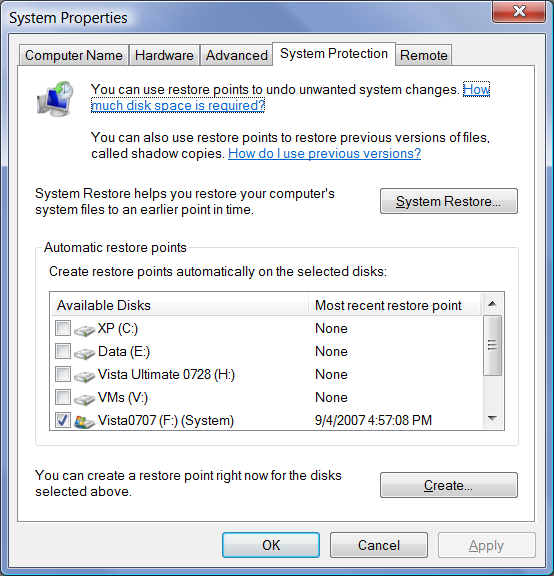 System Properties
Computer Name
Hardware
Advanced
System Protection
Remote
You can use restore points to undo unwanted system changes. How
much disk space is required?
You can also use restore points to restore previous versions of files,
called shadow copies. How do I use previous versions?
System Restore helps you restore your computer's
system files to an earlier point in time.
System Restore...
Automatic restore points
Create restore points automatically on the selected disks:
Available Disks Most recent restore point
XP (C:) None
Data (E:) None
Vista Ultimate 0728 (H:) None
VMs (V:) None
Vista0707 (F:) (System) 9/4/2007 4:57:08 PM
You can create a restore point right now for the disks
selected above.
Create...
OK
Cancel
Apply